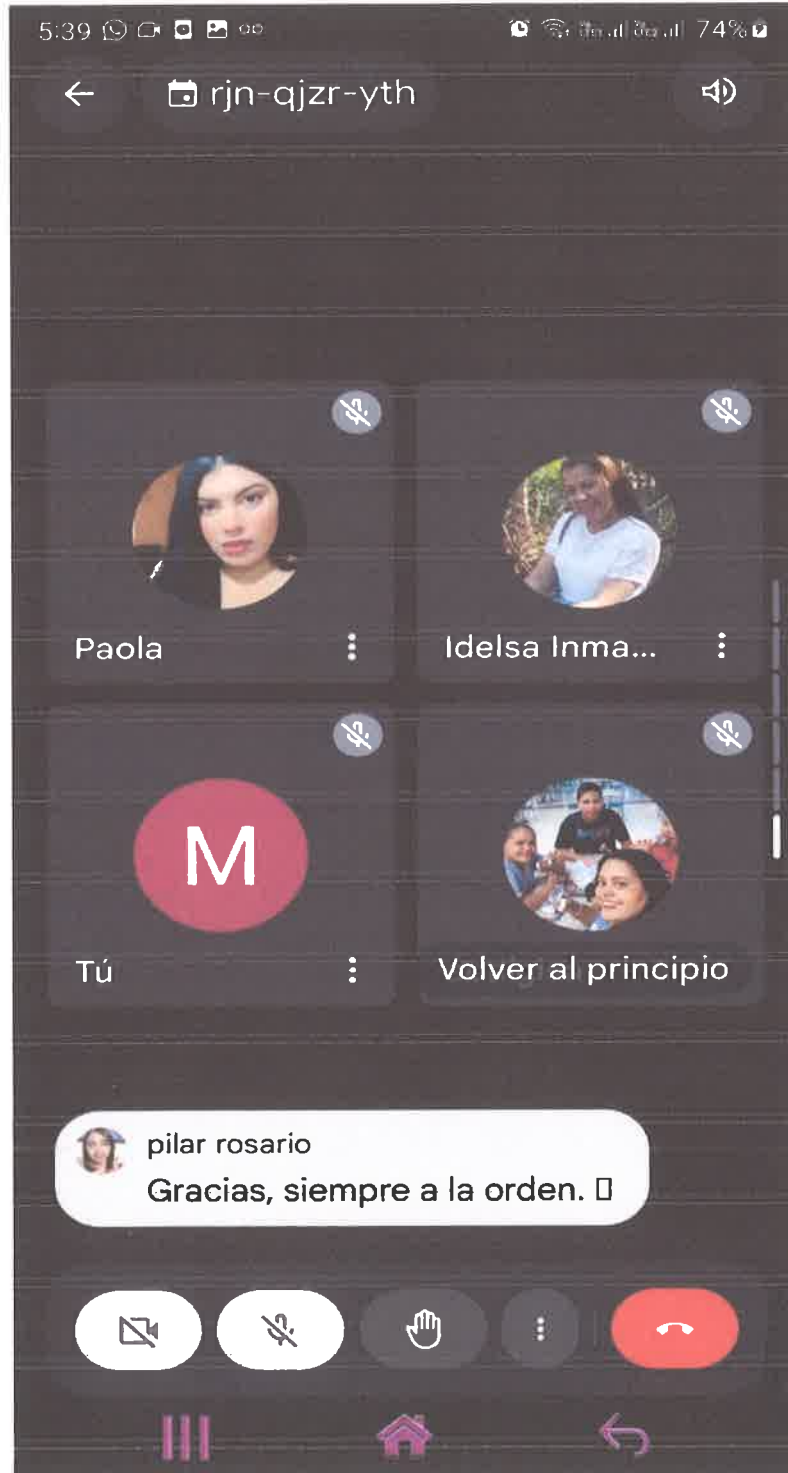 5:39 74%
rjn-qjzr-yth
Paola
Idelsa Inma...
M
Tú
Volver al principio
pilar rosario
Gracias, siempre a la orden.